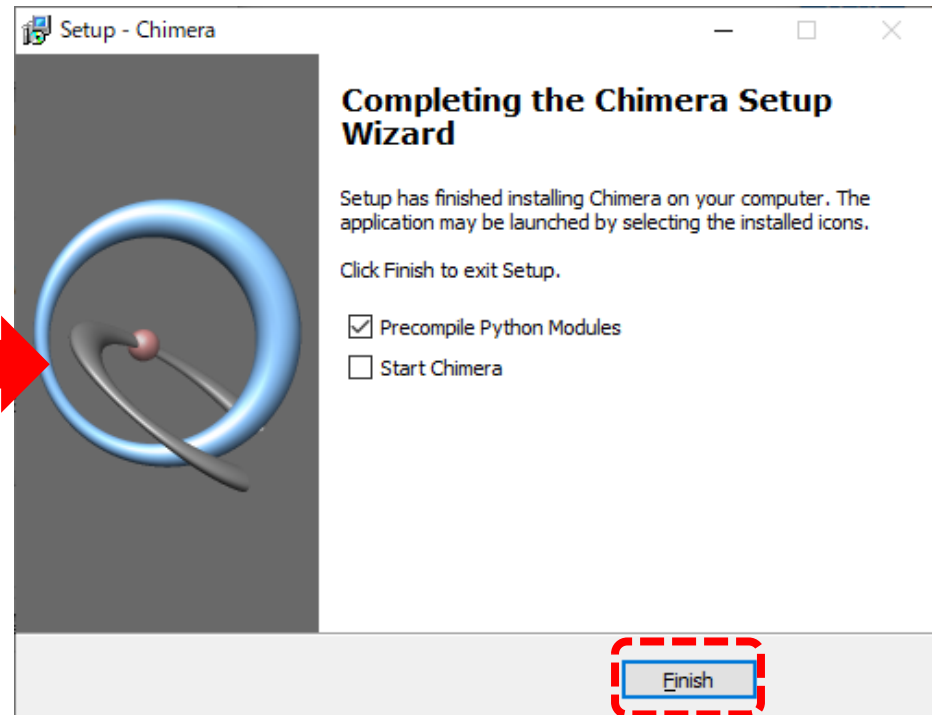 Setup - Chimera
Completing the Chimera Setup
Wizard
Setup has finished installing Chimera on your computer. The
application may be launched by selecting the installed icons.
Click Finish to exit Setup.
Precompile Python Modules
Start Chimera
Finish